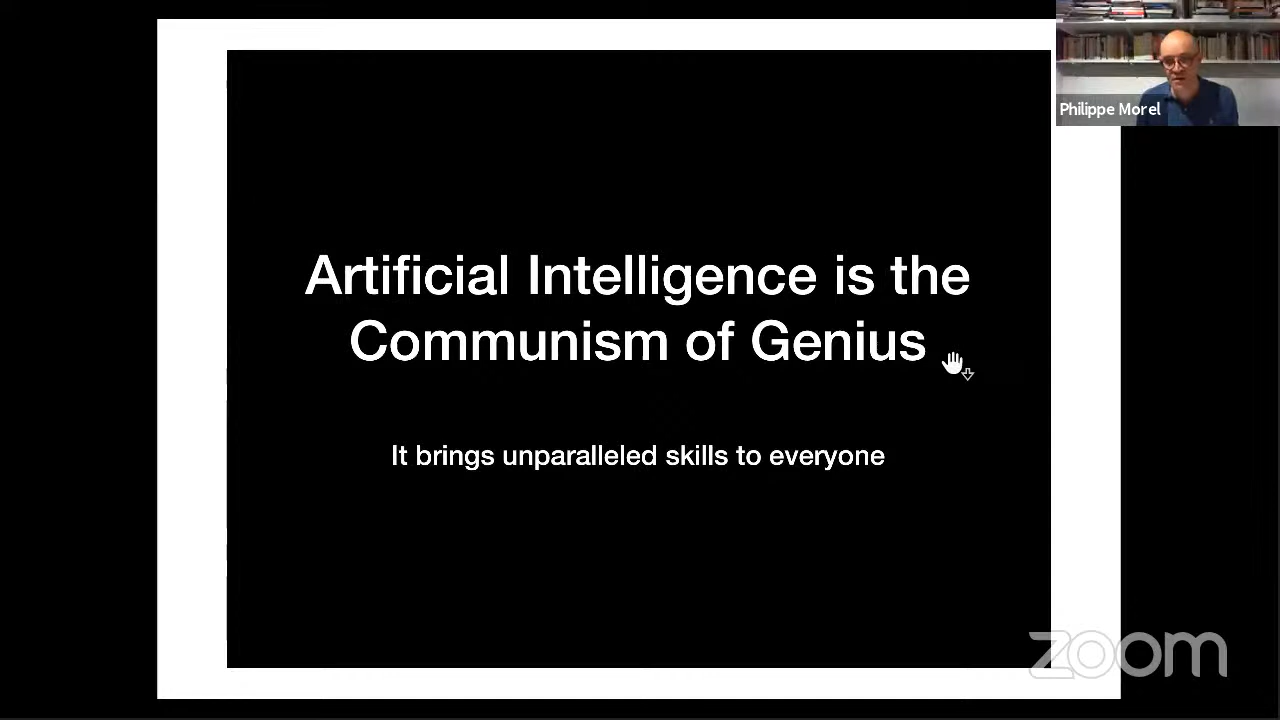 Philippe Morel
Artificial Intelligence is the
Communism of Genius
It brings unparalleled skills to everyone
zoom